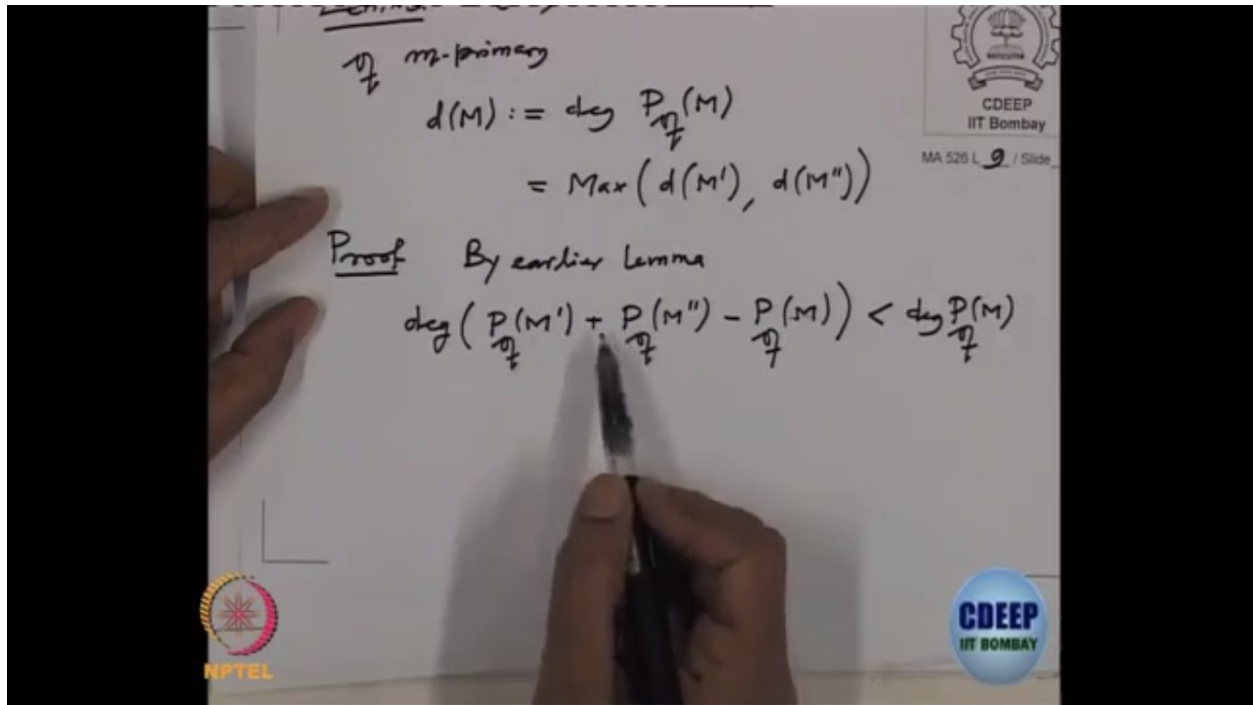 𝔮 m-primary
d(M) := deg P_𝔮(M)
= Max(d(M'), d(M''))
Proof By earlier Lemma
deg(P_𝔮(M') + P_𝔮(M'') - P_𝔮(M)) < deg P_𝔮(M)
CDEEP
IIT Bombay
MA 526 L 9 / Slide
NPTEL
CDEEP
IIT BOMBAY